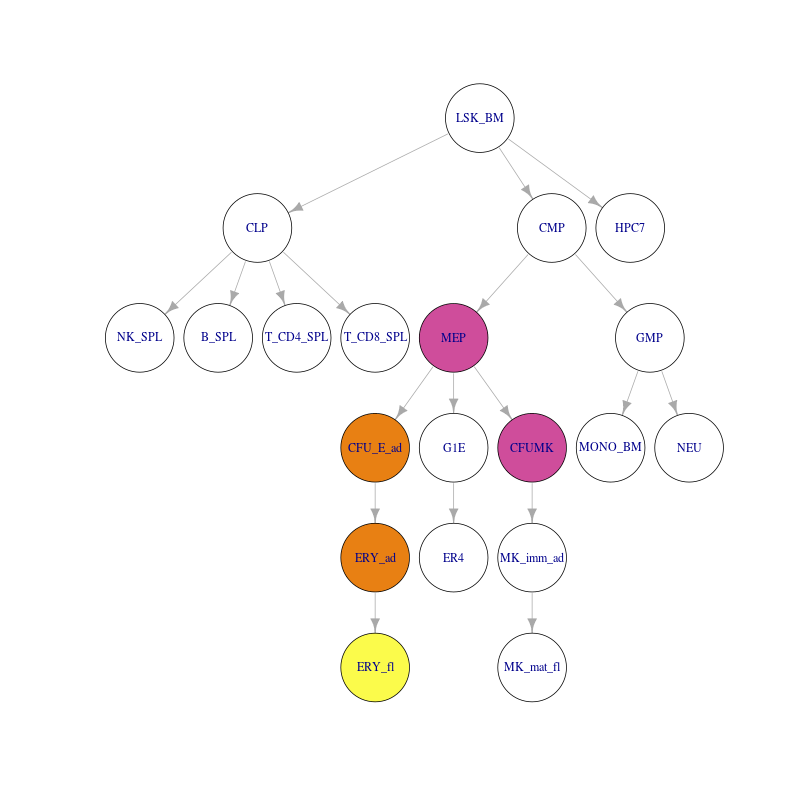 LSK_BM
CLP
CMP
HPC7
NK_SPL
B_SPL
T_CD4_SPL
T_CD8_SPL
MEP
GMP
CFU_E_ad
G1E
CFUMK
MONO_BM
NEU
ERY_ad
ER4
MK_imm_ad
ERY_fl
MK_mat_fl